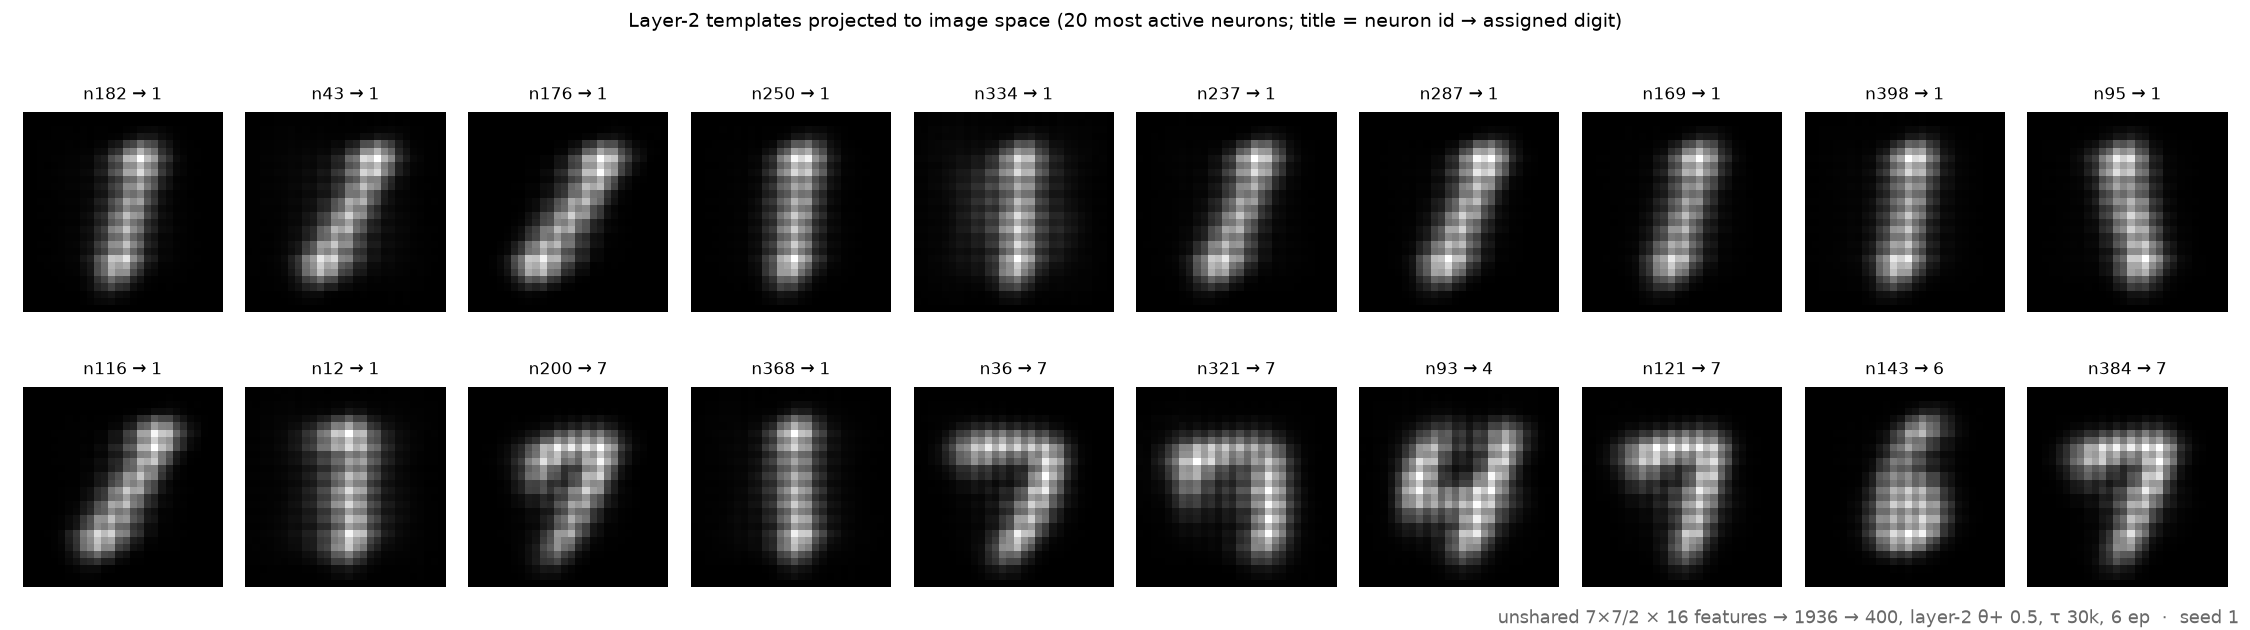 Layer-2 templates projected to image space (20 most active neurons; title = neuron id → assigned digit)
n182 → 1 n43 → 1 n176 → 1 n250 → 1 n334 → 1 n237 → 1 n287 → 1 n169 → 1 n398 → 1 n95 → 1
n116 → 1 n12 → 1 n200 → 7 n368 → 1 n36 → 7 n321 → 7 n93 → 4 n121 → 7 n143 → 6 n384 → 7
unshared 7×7/2 × 16 features → 1936 → 400, layer-2 θ+ 0.5, τ 30k, 6 ep · seed 1